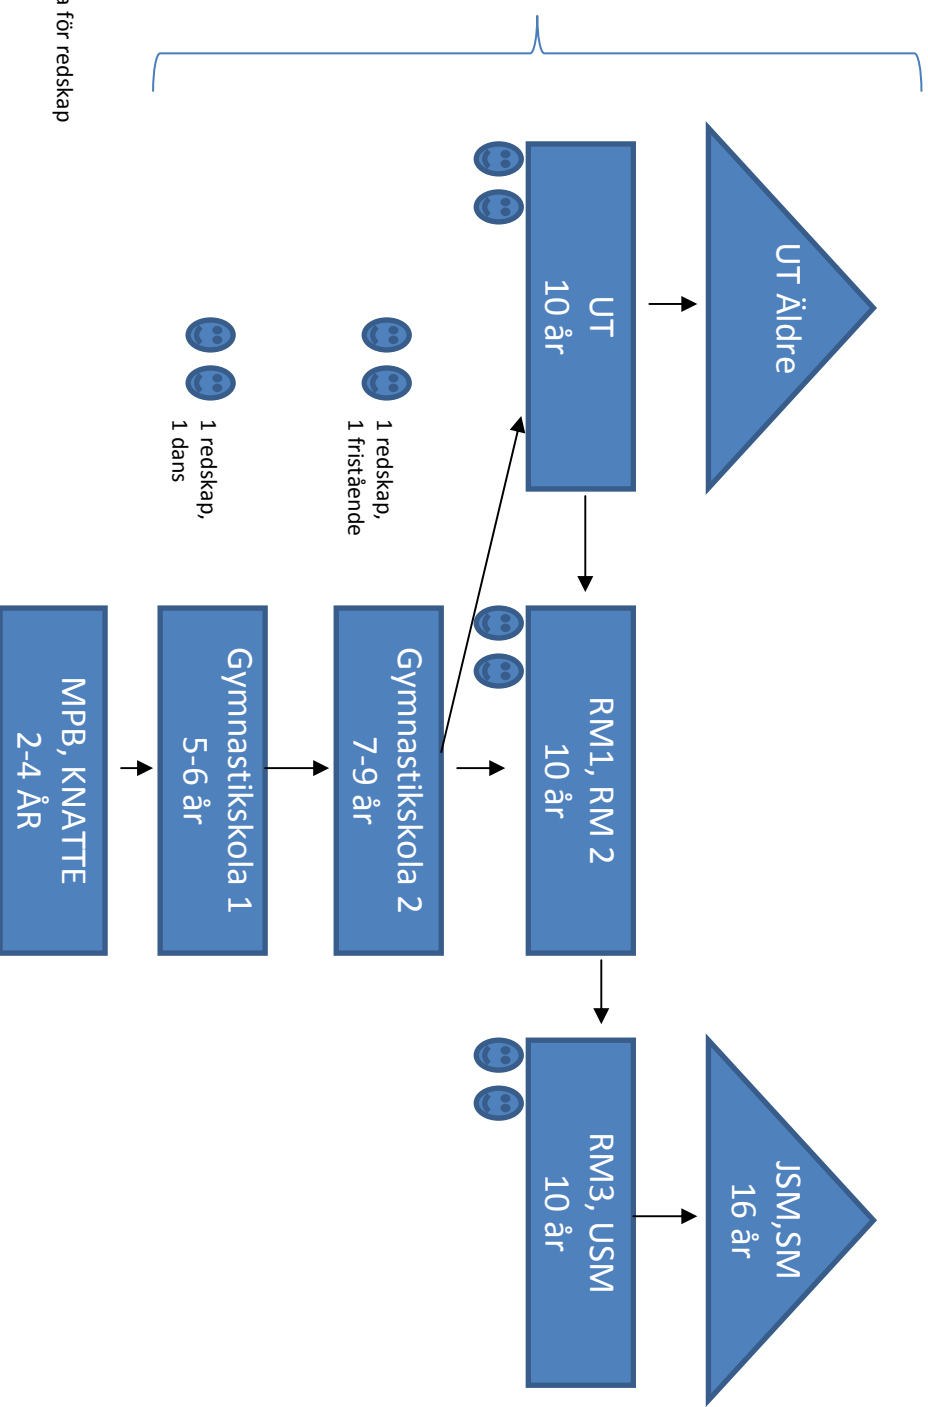 UT Äldre
JSM,SM
16 år
UT
10 år
RM1, RM 2
10 år
RM3, USM
10 år
1 redskap,
1 fristående
Gymnastikskola 2
7-9 år
1 redskap,
1 dans
Gymnastikskola 1
5-6 år
MPB, KNATTE
2-4 ÅR
för redskap